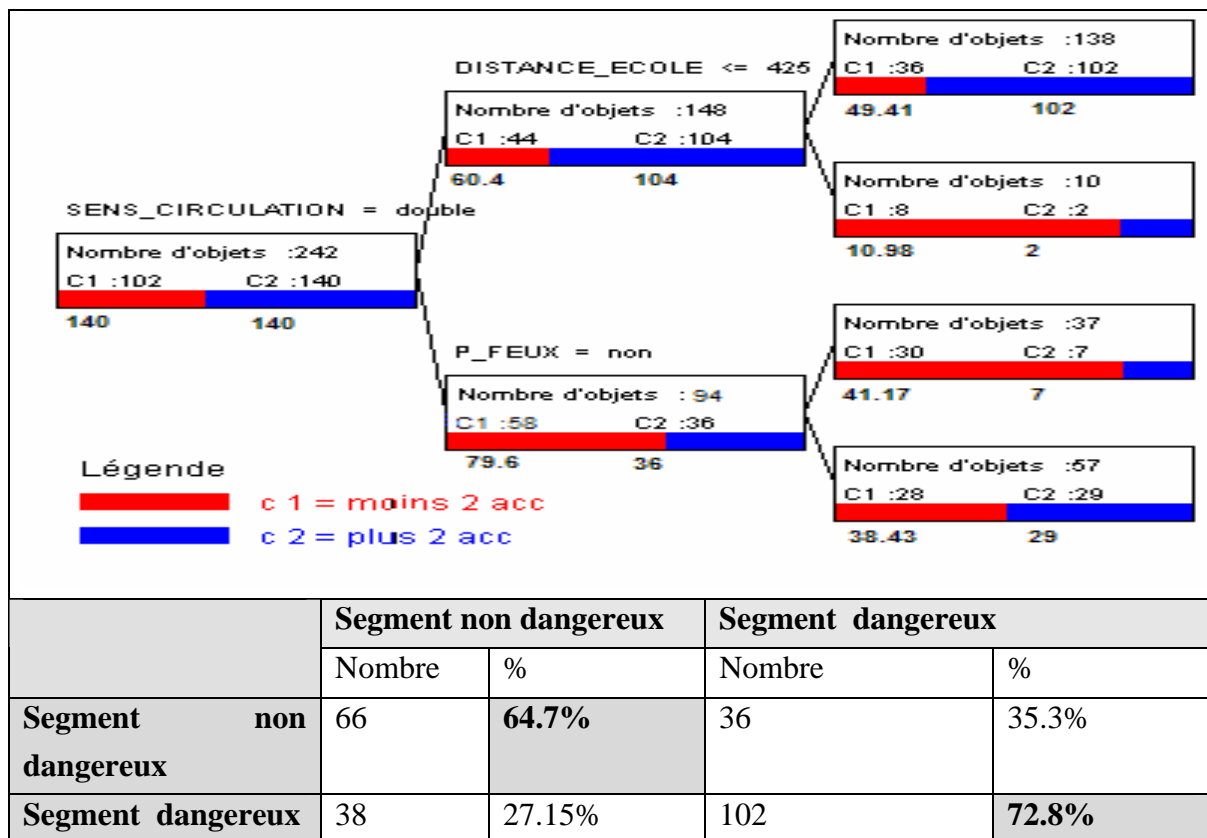 Nombre d'objets :138
C1 :36 C2 :102
49.41 102
DISTANCE_ECOLE <= 425
Nombre d'objets :148
C1 :44 C2 :104
60.4 104
Nombre d'objets :10
C1 :8 C2 :2
10.98 2
SENS_CIRCULATION = double
Nombre d'objets :242
C1 :102 C2 :140
140 140
Nombre d'objets :37
C1 :30 C2 :7
41.17 7
P_FEUX = non
Nombre d'objets : 94
C1 :58 C2 :36
79.6 36
Nombre d'objets :57
C1 :28 C2 :29
38.43 29
Légende
c 1 = moins 2 acc
c 2 = plus 2 acc
Segment non dangereux Segment dangereux
Nombre % Nombre %
Segment non 66 64.7% 36 35.3%
dangereux
Segment dangereux 38 27.15% 102 72.8%